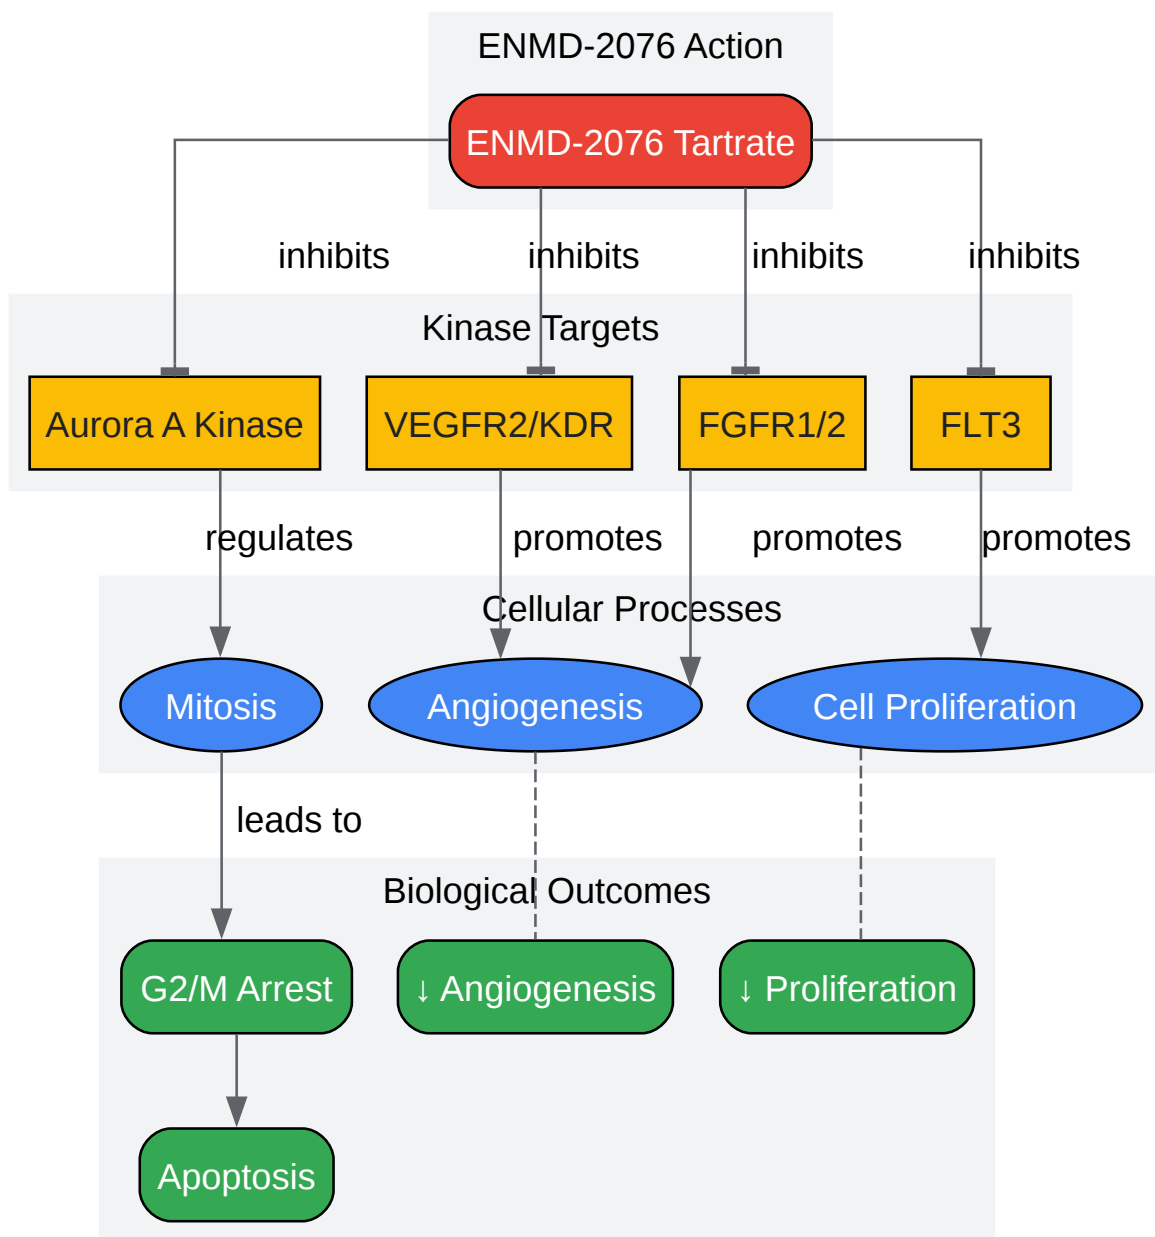 ENMD-2076 Action
ENMD-2076 Tartrate
inhibits
inhibits
inhibits
inhibits
Kinase Targets
Aurora A Kinase
VEGFR2/KDR
FGFR1/2
FLT3
regulates
promotes
promotes
promotes
Cellular Processes
Mitosis
Angiogenesis
Cell Proliferation
leads to
Biological Outcomes
G2/M Arrest
↓ Angiogenesis
↓ Proliferation
Apoptosis